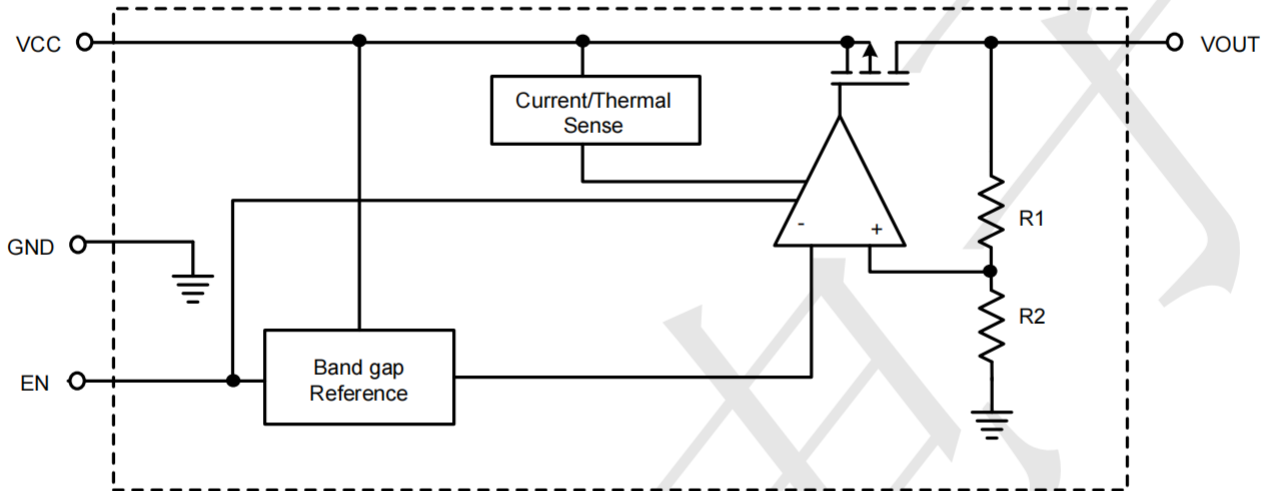 VCC
VOUT
Current/Thermal
Sense
-
+
R1
GND
R2
EN
Band gap
Reference